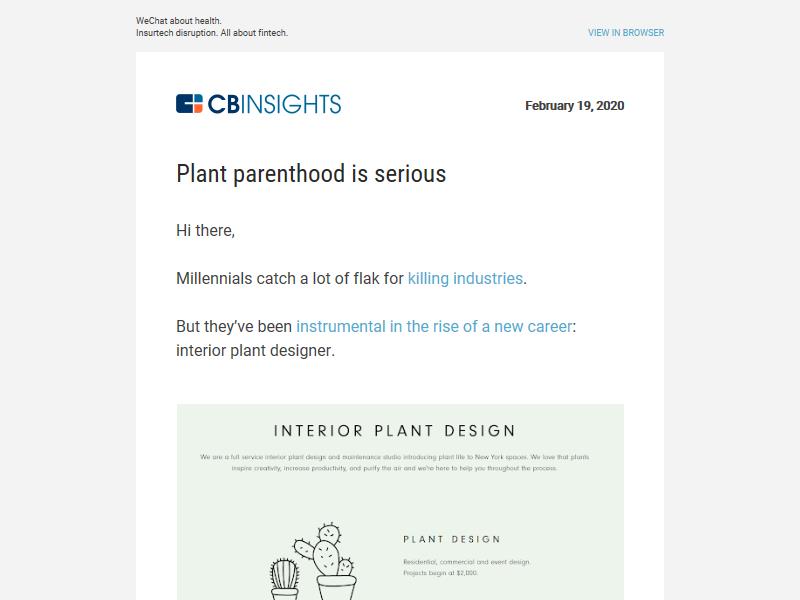 WeChat about health.
Insurtech disruption. All about fintech.
VIEW IN BROWSER
CBINSIGHTS
February 19, 2020
Plant parenthood is serious
Hi there,
Millennials catch a lot of flak for killing industries.
But they’ve been instrumental in the rise of a new career:
interior plant designer.
INTERIOR PLANT DESIGN
We are a full service interior plant design and maintenance studio introducing plant life to New York spaces. We love that plants
inspire creativity, increase productivity, and purify the air and we're here to help you throughout the process.
PLANT DESIGN
Residential, commercial and event design.
Projects begin at $2,000.